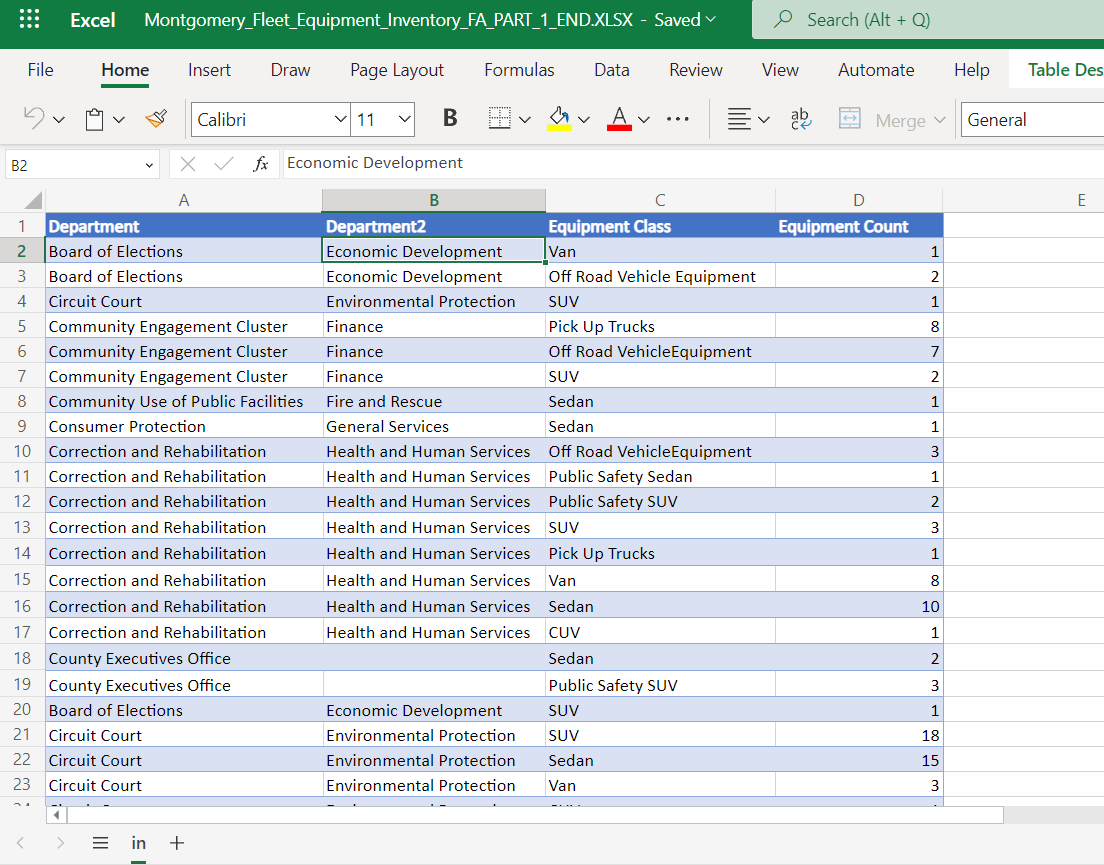 Excel Montgomery_Fleet_Equipment_Inventory_FA_PART_1_END.XLSX - Saved Search (Alt + Q)
File Home Insert Draw Page Layout Formulas Data Review View Automate Help Table Des
Calibri 11 B A ab Merge General
B2 fx Economic Development
A B C D E
1 Department Department2 Equipment Class Equipment Count
2 Board of Elections Economic Development Van 1
3 Board of Elections Economic Development Off Road Vehicle Equipment 2
4 Circuit Court Environmental Protection SUV 1
5 Community Engagement Cluster Finance Pick Up Trucks 8
6 Community Engagement Cluster Finance Off Road VehicleEquipment 7
7 Community Engagement Cluster Finance SUV 2
8 Community Use of Public Facilities Fire and Rescue Sedan 1
9 Consumer Protection General Services Sedan 1
10 Correction and Rehabilitation Health and Human Services Off Road VehicleEquipment 3
11 Correction and Rehabilitation Health and Human Services Public Safety Sedan 1
12 Correction and Rehabilitation Health and Human Services Public Safety SUV 2
13 Correction and Rehabilitation Health and Human Services SUV 3
14 Correction and Rehabilitation Health and Human Services Pick Up Trucks 1
15 Correction and Rehabilitation Health and Human Services Van 8
16 Correction and Rehabilitation Health and Human Services Sedan 10
17 Correction and Rehabilitation Health and Human Services CUV 1
18 County Executives Office Sedan 2
19 County Executives Office Public Safety SUV 3
20 Board of Elections Economic Development SUV 1
21 Circuit Court Environmental Protection SUV 18
22 Circuit Court Environmental Protection Sedan 15
23 Circuit Court Environmental Protection Van 3
in